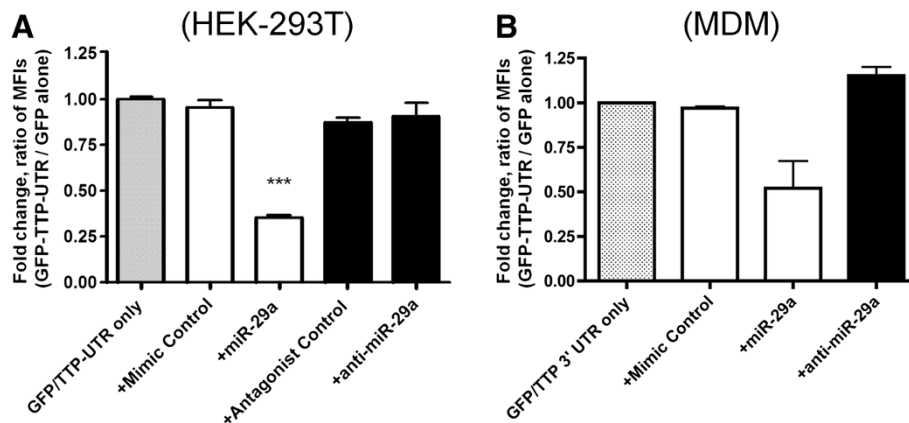 A
(HEK-293T)
Fold change, ratio of MFIs
(GFP-TTP-UTR / GFP alone)
1.25
1.00
0.75
0.50
0.25
0.00
***
GFP/TTP-UTR only
+Mimic Control
+miR-29a
+Antagonist Control
+anti-miR-29a
B
(MDM)
Fold change, ratio of MFIs
(GFP-TTP-UTR / GFP alone)
1.25
1.00
0.75
0.50
0.25
0.00
GFP/TTP 3' UTR only
+Mimic Control
+miR-29a
+anti-miR-29a